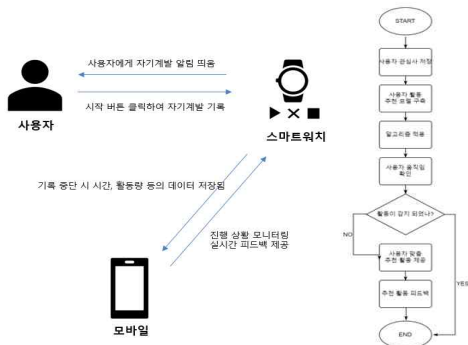 사용자에게 자기계발 알림 띄움
시작 버튼 클릭하여 자기계발 기록
사용자
스마트워치
기록 중단 시 시간, 활동량 등의 데이터 저장됨
진행 상황 모니터링
실시간 피드백 제공
모바일
START
사용자 관심사 저장
사용자 활동
추천 모델 구축
알고리즘 적용
사용자 움직임
확인
활동이 감지 되었나?
NO
사용자 맞춤
추천 활동 제공
YES
추천 활동 피드백
END